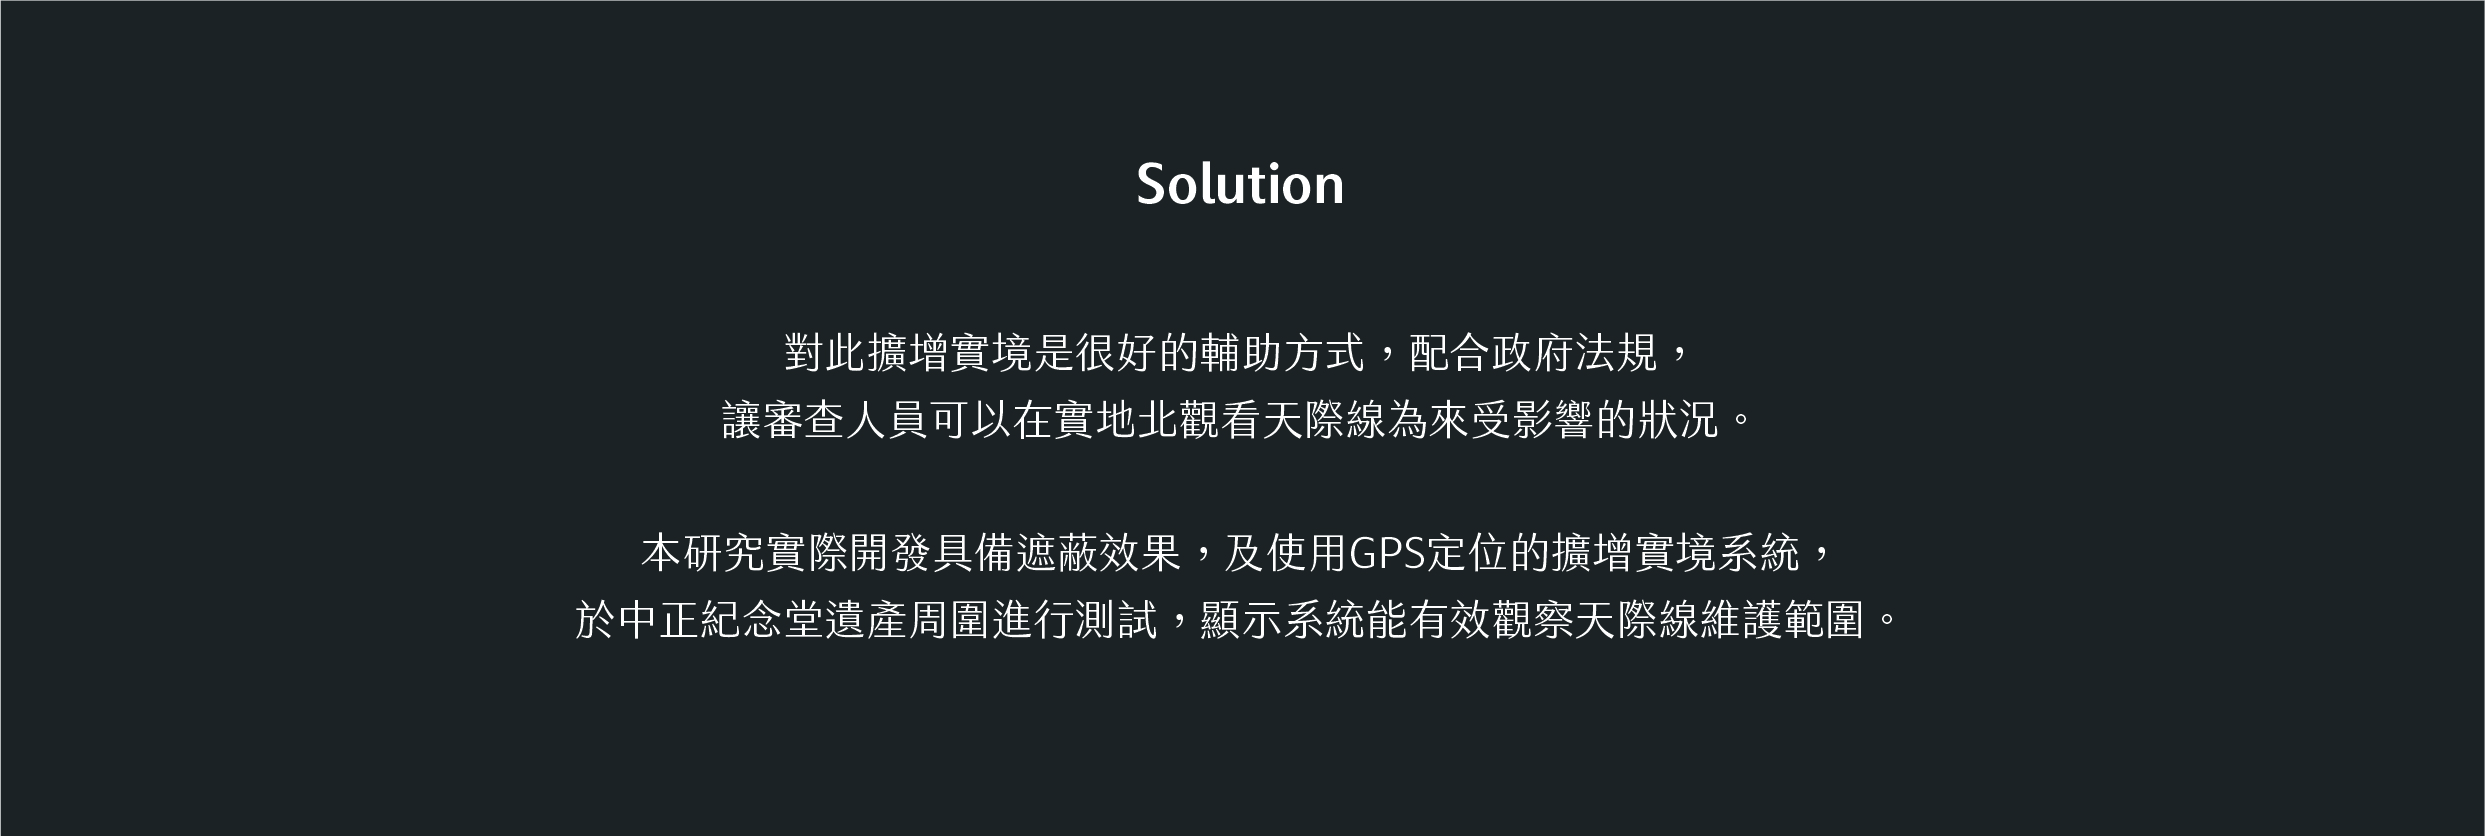 Solution
對此擴增實境是很好的輔助方式，配合政府法規，
讓審查人員可以在實地北觀看天際線為來受影響的狀況。
本研究實際開發具備遮蔽效果，及使用GPS定位的擴增實境系統，
於中正紀念堂遺產周圍進行測試，顯示系統能有效觀察天際線維護範圍。